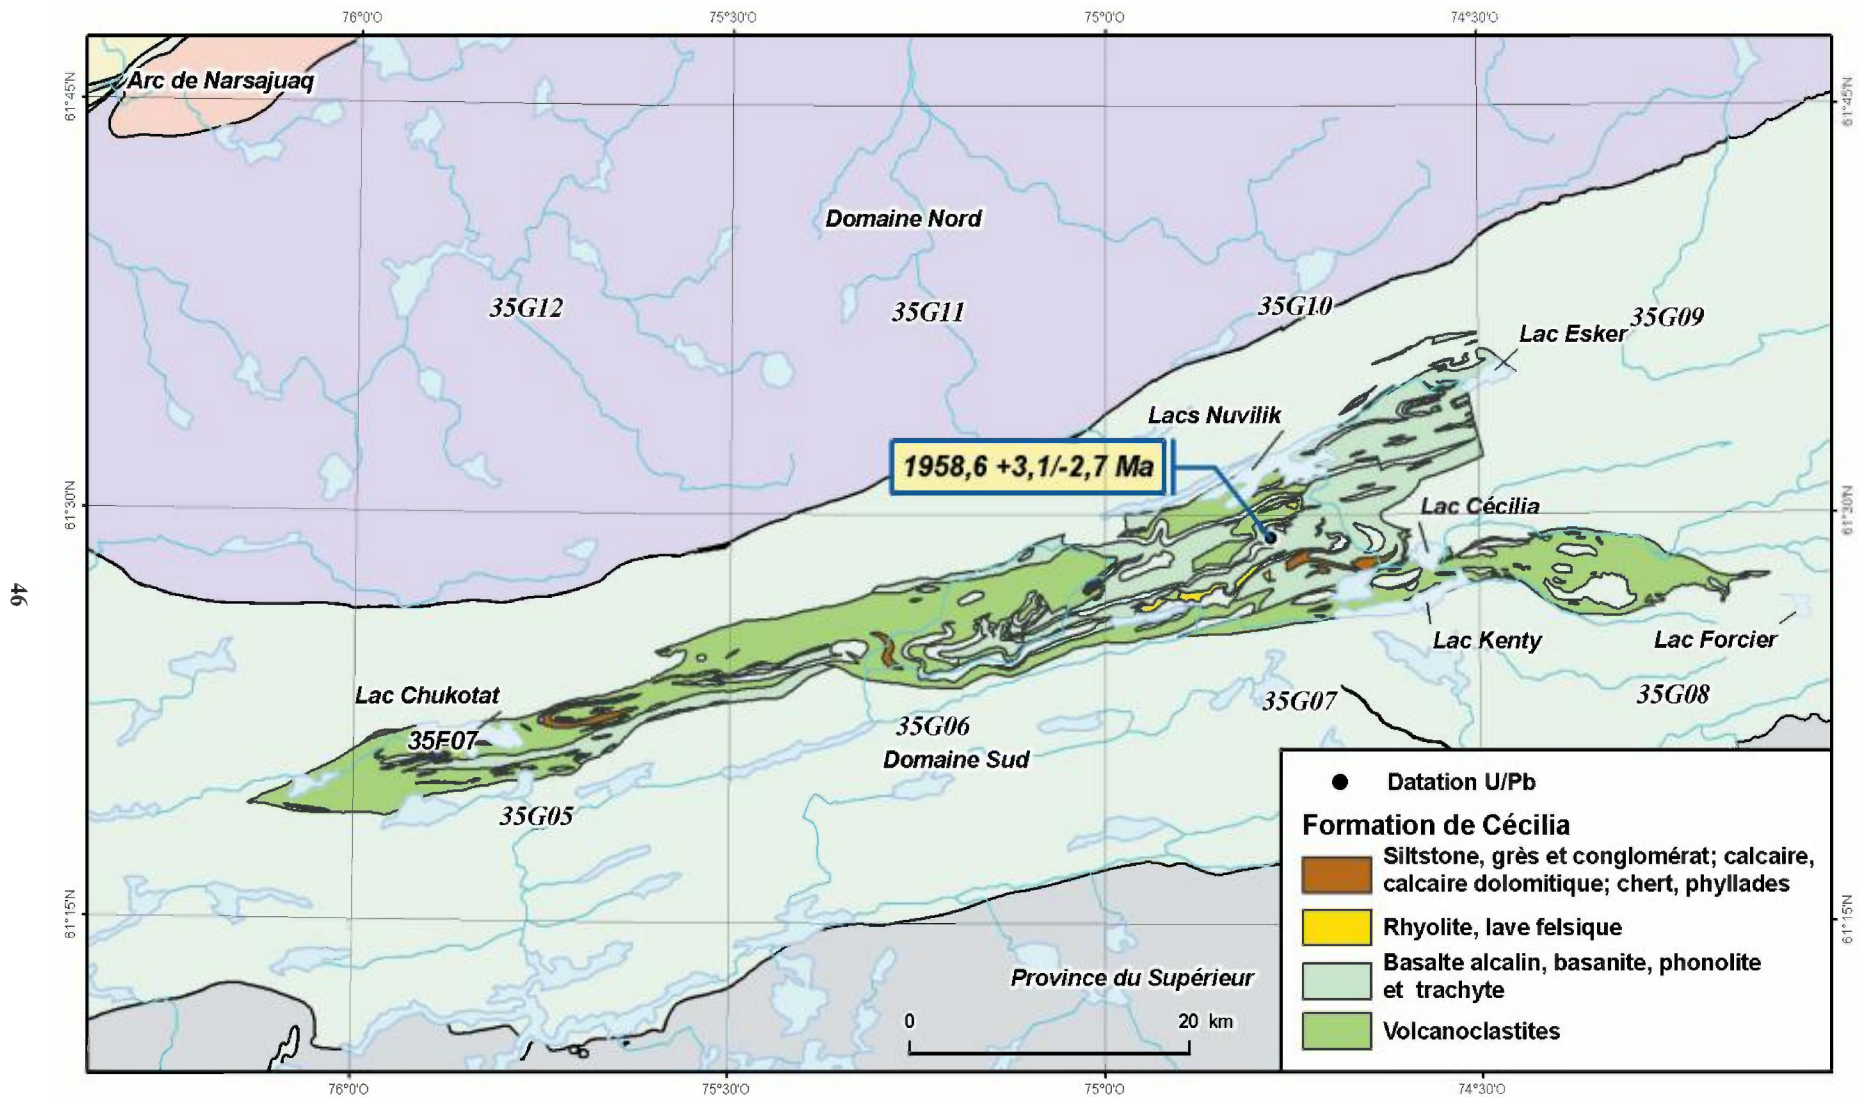 76°0'O
75°30'O
75°0'O
74°30'O
61°45'N
61°45'N
Arc de Narsajuaq
Domaine Nord
35G12
35G11
35G10
35G09
Lac Esker
Lacs Nuvilik
1958,6 +3,1/-2,7 Ma
61°30'N
61°30'N
Lac Cécilia
46
Lac Kenty
Lac Forcier
Lac Chukotat
35F07
35G06
35G07
35G08
Domaine Sud
35G05
Datation U/Pb
Formation de Cécilia
Siltstone, grès et conglomérat; calcaire,
calcaire dolomitique; chert, phyllades
61°15'N
61°15'N
Rhyolite, lave felsique
Province du Supérieur
Basalte alcalin, basanite, phonolite
et trachyte
0
20 km
Volcanoclastites
76°0'O
75°30'O
75°0'O
74°30'O